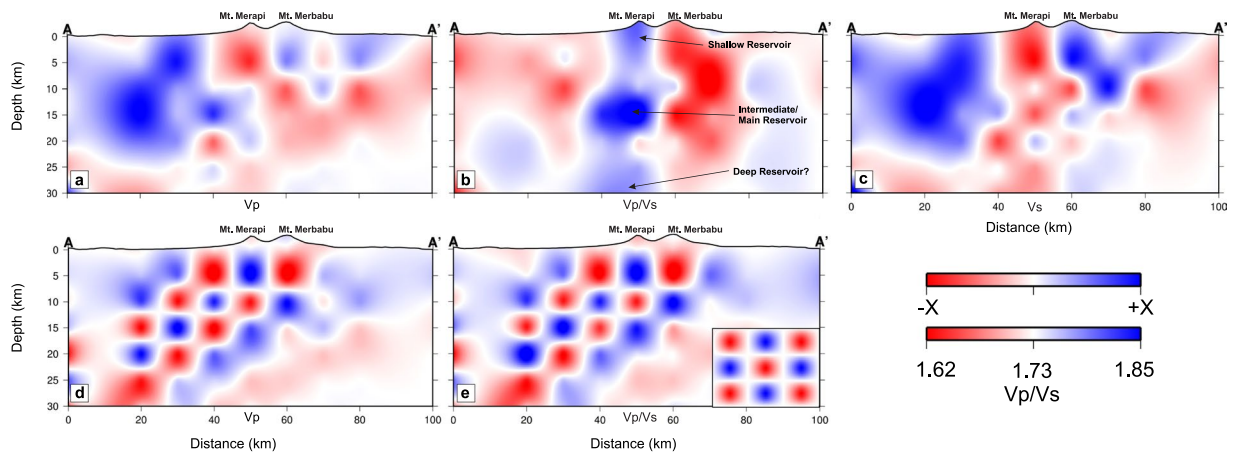 Mt. Merapi Mt. Merbabu
A A'
0
5
10
15
20
25
30
Depth (km)
a
Vp
Mt. Merapi Mt. Merbabu
A A'
Shallow Reservoir
Intermediate/
Main Reservoir
Deep Reservoir?
b
Vp/Vs
Mt. Merapi Mt. Merbabu
A A'
c
0 20 40 Vs 60 80 100
Distance (km)
Mt. Merapi Mt. Merbabu
A A'
0
5
10
15
20
25
30
Depth (km)
d
0 20 40 Vp 60 80 100
Distance (km)
Mt. Merapi Mt. Merbabu
A A'
e
0 20 40 Vp/Vs 60 80 100
Distance (km)
-X +X
1.62 1.73 1.85
Vp/Vs